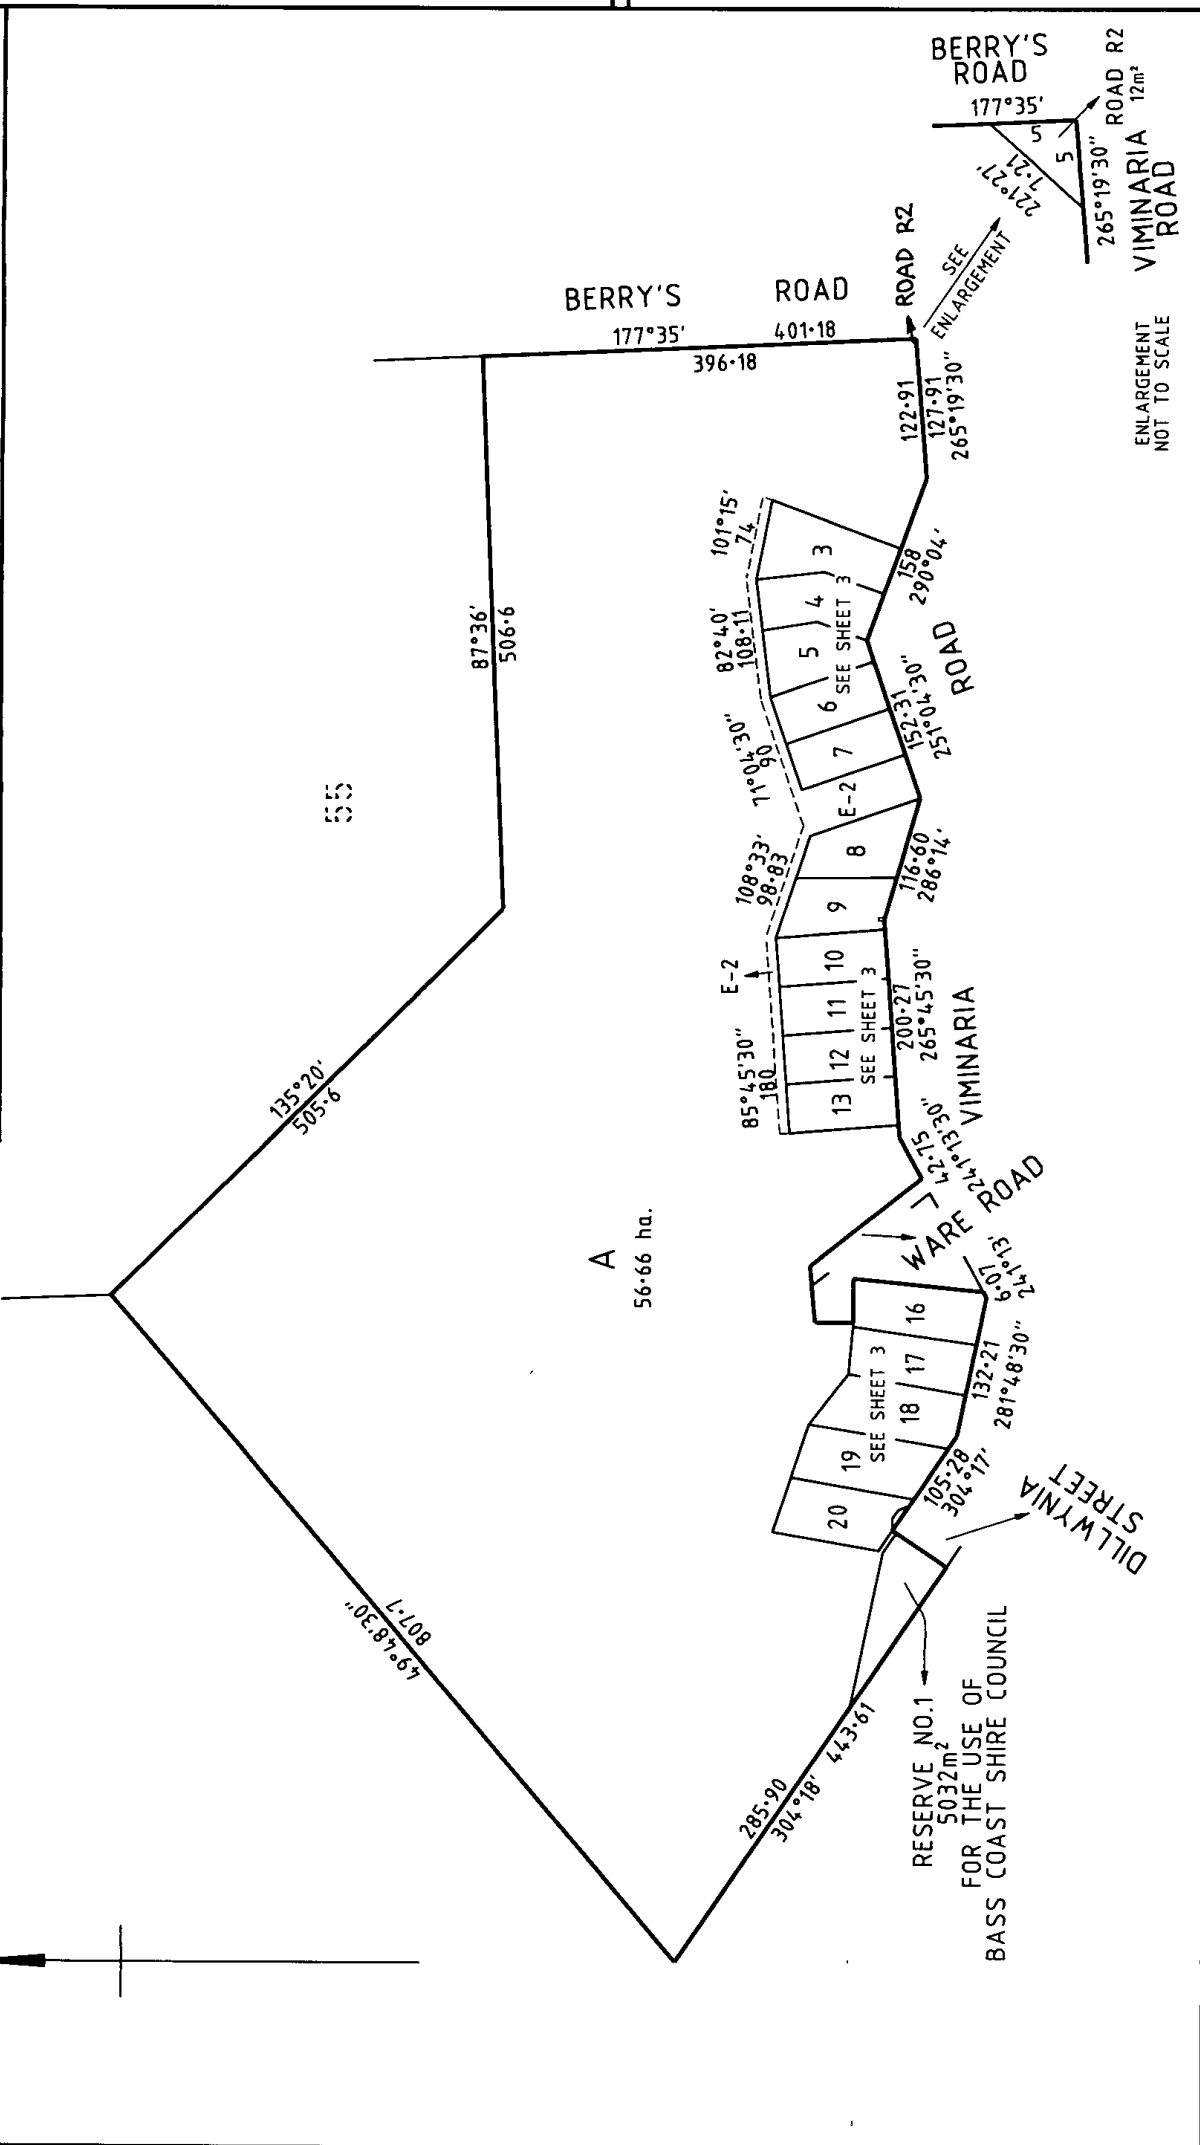 BERRY'S
ROAD
177°35'
5
5
ROAD R2
12m²
221°27'
7·21
265°19'30"
VIMINARIA
ROAD
ENLARGEMENT
NOT TO SCALE
SEE
ENLARGEMENT
ROAD R2
BERRY'S ROAD
177°35' 401·18
396·18
122·91
127·91
265°19'30"
87°36'
506·6
55
135°20'
505·6
49°48'30"
807·7
A
56·66 ha.
101°15'
74
82°40'
108·11
71°04'30"
90
108°33'
98·83
E-2
85°45'30"
180
3
4
5
6
7
SEE SHEET 3
E-2
8
9
10
11
12
13
SEE SHEET 3
158
290°04'
152·31
251°04'30"
ROAD
116·60
286°14'
200·27
265°45'30"
VIMINARIA
42·75
241°13'30"
WARE ROAD
6·07
241°13'
16
17
18
19
20
SEE SHEET 3
132·21
281°48'30"
105·28
304°17'
DILLWYNIA
STREET
285·90
304°18' 443·61
RESERVE NO.1
5032m²
FOR THE USE OF
BASS COAST SHIRE COUNCIL